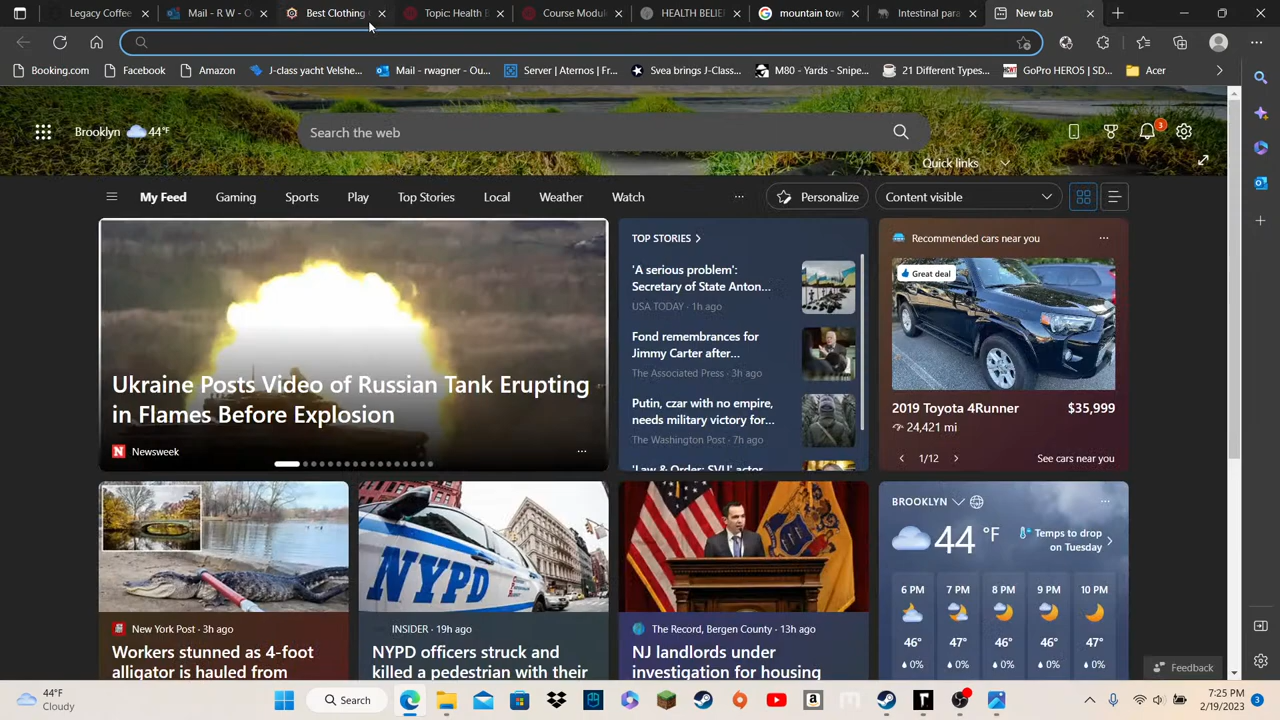 Legacy Coffee
Mail - R W - O
Best Clothing
Topic: Health B
Course Modul
HEALTH BELIE
mountain tow
Intestinal para
New tab
Booking.com
Facebook
Amazon
J-class yacht Velshe...
Mail - rwagner - Ou...
Server | Aternos | Fr...
Svea brings J-Class...
M80 - Yards - Snipe...
21 Different Types...
HCWT
GoPro HERO5 | SD...
Acer
Brooklyn 44°F
Search the web
3
Quick links
My Feed
Gaming
Sports
Play
Top Stories
Local
Weather
Watch
...
Personalize
Content visible
Ukraine Posts Video of Russian Tank Erupting
in Flames Before Explosion
N Newsweek
TOP STORIES
'A serious problem':
Secretary of State Anton...
USA TODAY · 1h ago
Fond remembrances for
Jimmy Carter after...
The Associated Press · 3h ago
Putin, czar with no empire,
needs military victory for...
The Washington Post · 7h ago
'Law & Order: SVU' actor
Recommended cars near you
Great deal
2019 Toyota 4Runner
$35,999
24,421 mi
1/12
See cars near you
New York Post · 3h ago
Workers stunned as 4-foot
alligator is hauled from
NYPD
INSIDER · 19h ago
NYPD officers struck and
killed a pedestrian with their
The Record, Bergen County · 13h ago
NJ landlords under
investigation for housing
BROOKLYN
44 °F
Temps to drop
on Tuesday
6 PM
7 PM
8 PM
9 PM
10 PM
46°
47°
46°
46°
47°
0%
0%
0%
0%
0%
Feedback
44°F
Cloudy
Search
7:25 PM
2/19/2023
3